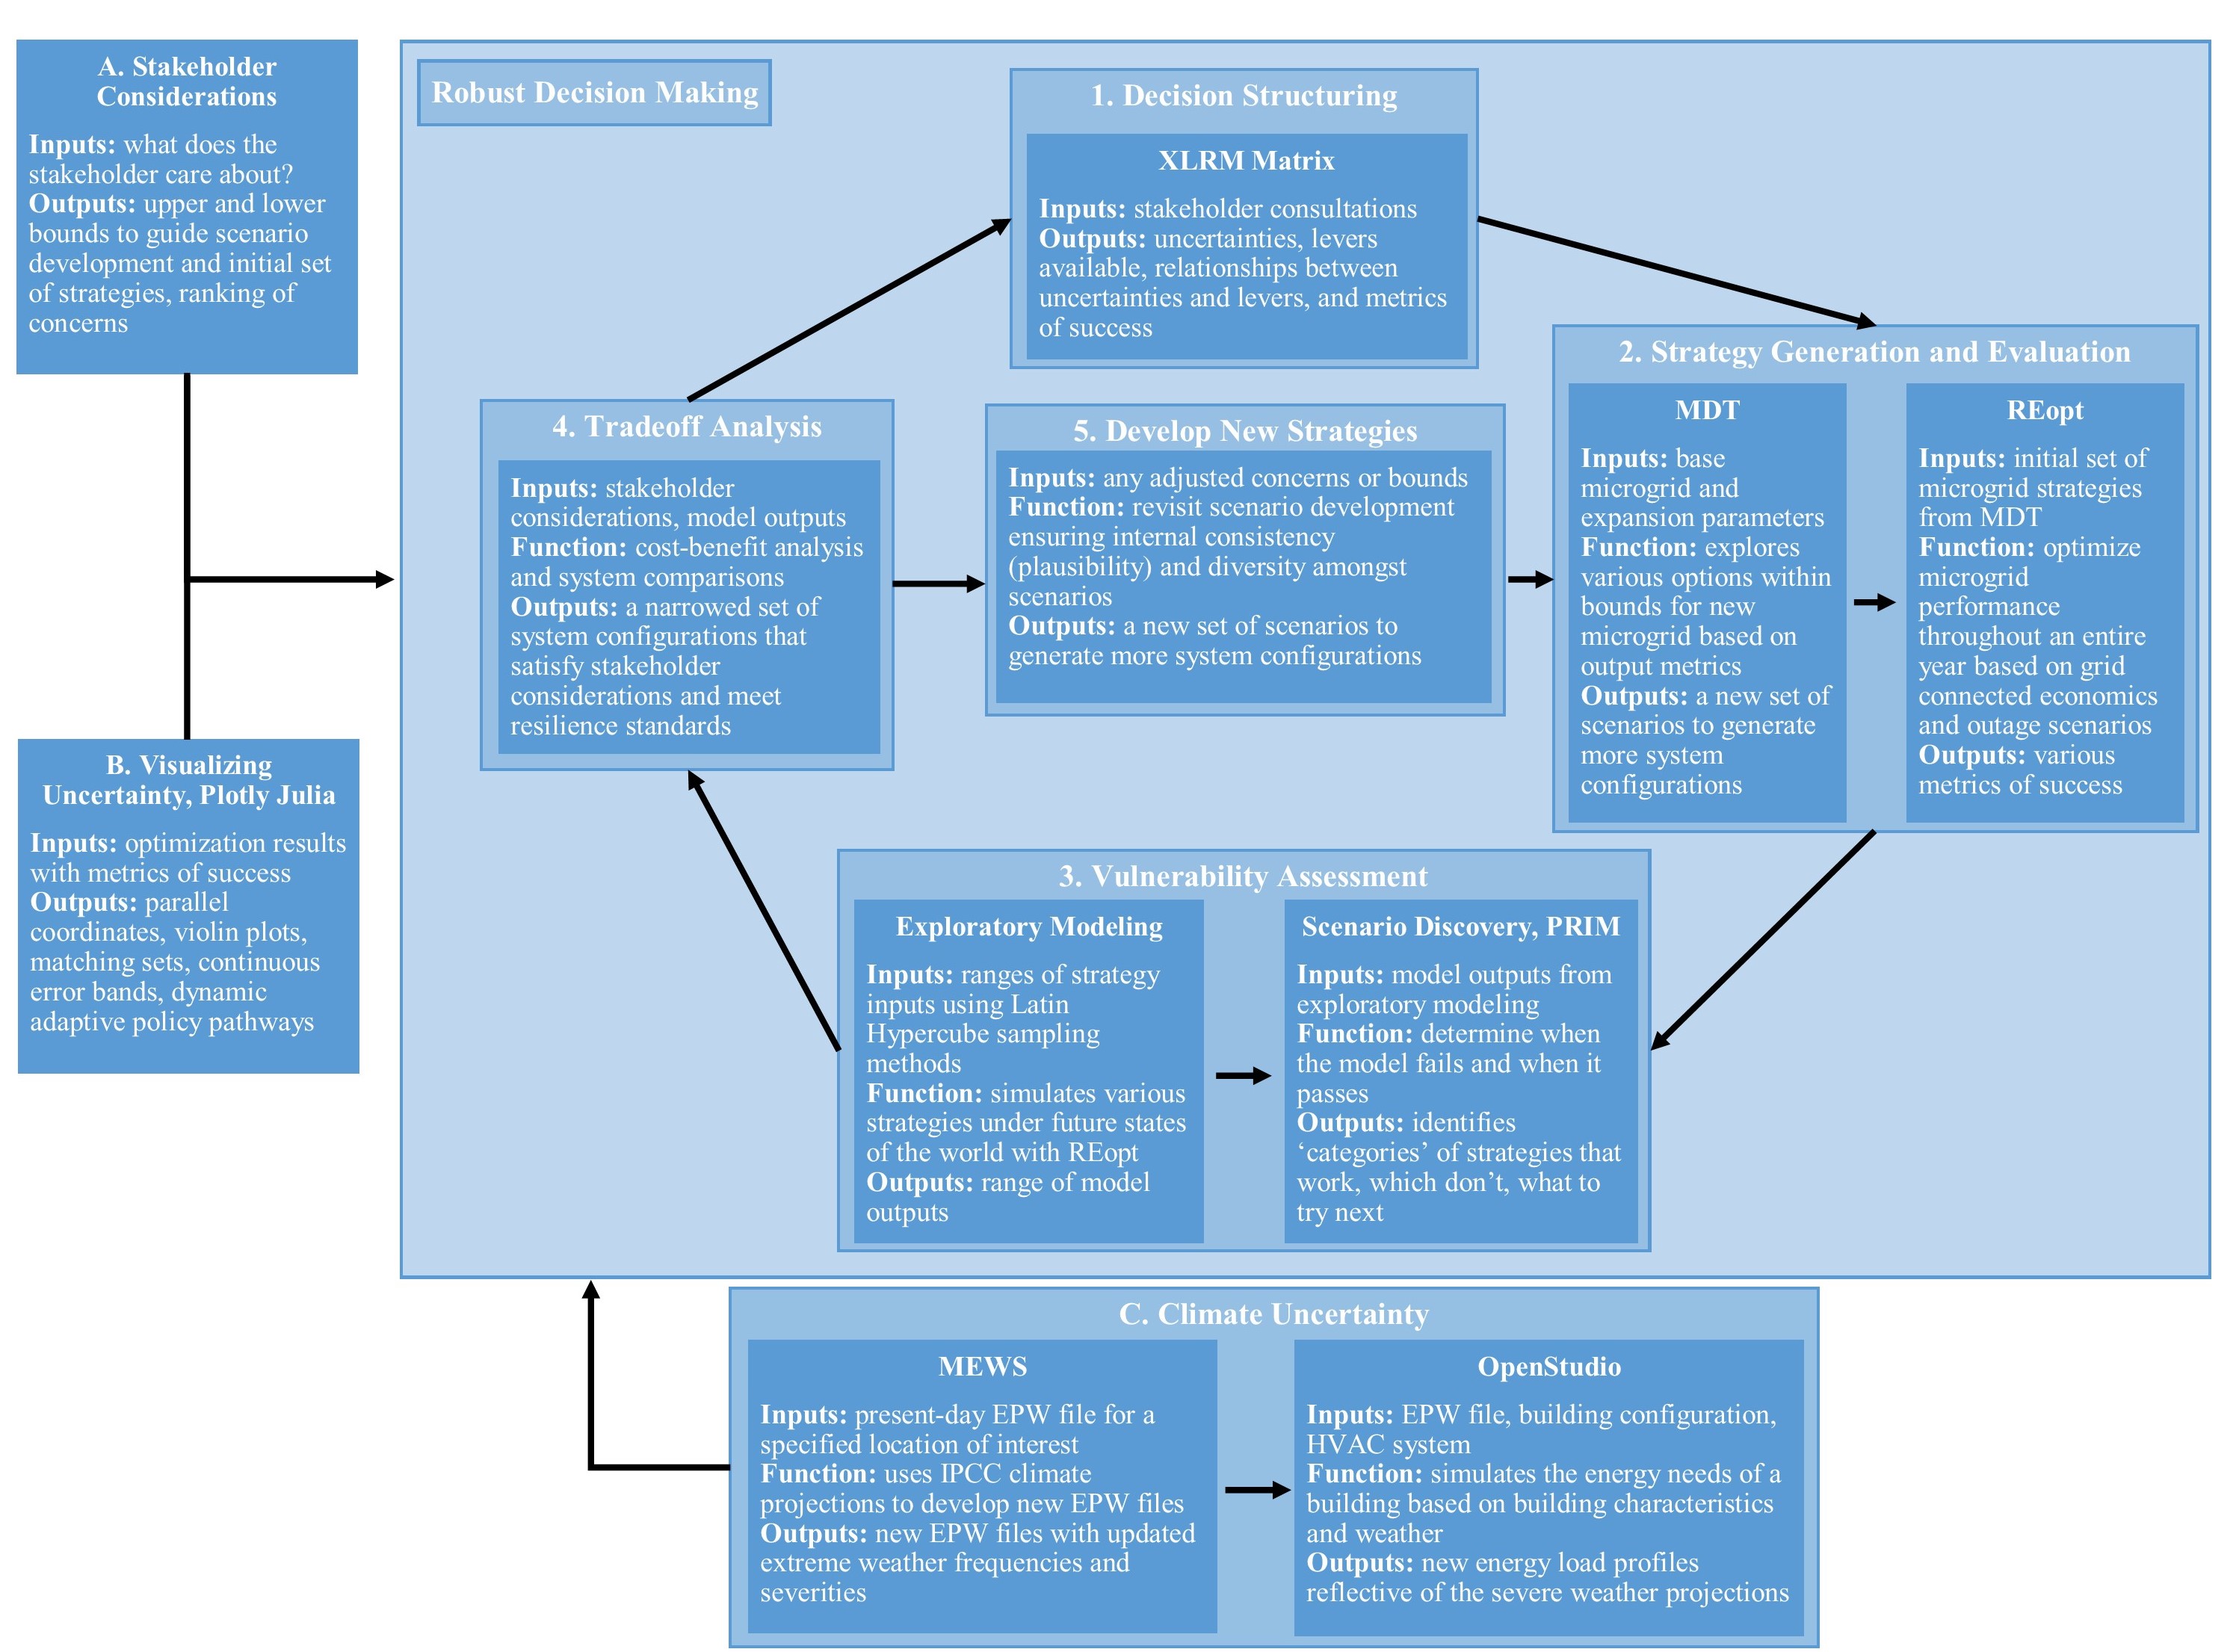 A. Stakeholder
Considerations
Inputs: what does the
stakeholder care about?
Outputs: upper and lower
bounds to guide scenario
development and initial set
of strategies, ranking of
concerns
B. Visualizing
Uncertainty, Plotly Julia
Inputs: optimization results
with metrics of success
Outputs: parallel
coordinates, violin plots,
matching sets, continuous
error bands, dynamic
adaptive policy pathways
Robust Decision Making
1. Decision Structuring
XLRM Matrix
Inputs: stakeholder consultations
Outputs: uncertainties, levers
available, relationships between
uncertainties and levers, and metrics
of success
2. Strategy Generation and Evaluation
MDT
Inputs: base
microgrid and
expansion parameters
Function: explores
various options within
bounds for new
microgrid based on
output metrics
Outputs: a new set of
scenarios to generate
more system
configurations
REopt
Inputs: initial set of
microgrid strategies
from MDT
Function: optimize
microgrid
performance
throughout an entire
year based on grid
connected economics
and outage scenarios
Outputs: various
metrics of success
3. Vulnerability Assessment
Exploratory Modeling
Inputs: ranges of strategy
inputs using Latin
Hypercube sampling
methods
Function: simulates various
strategies under future states
of the world with REopt
Outputs: range of model
outputs
Scenario Discovery, PRIM
Inputs: model outputs from
exploratory modeling
Function: determine when
the model fails and when it
passes
Outputs: identifies
‘categories’ of strategies that
work, which don’t, what to
try next
4. Tradeoff Analysis
Inputs: stakeholder
considerations, model outputs
Function: cost-benefit analysis
and system comparisons
Outputs: a narrowed set of
system configurations that
satisfy stakeholder
considerations and meet
resilience standards
5. Develop New Strategies
Inputs: any adjusted concerns or bounds
Function: revisit scenario development
ensuring internal consistency
(plausibility) and diversity amongst
scenarios
Outputs: a new set of scenarios to
generate more system configurations
C. Climate Uncertainty
MEWS
Inputs: present-day EPW file for a
specified location of interest
Function: uses IPCC climate
projections to develop new EPW files
Outputs: new EPW files with updated
extreme weather frequencies and
severities
OpenStudio
Inputs: EPW file, building configuration,
HVAC system
Function: simulates the energy needs of a
building based on building characteristics
and weather
Outputs: new energy load profiles
reflective of the severe weather projections